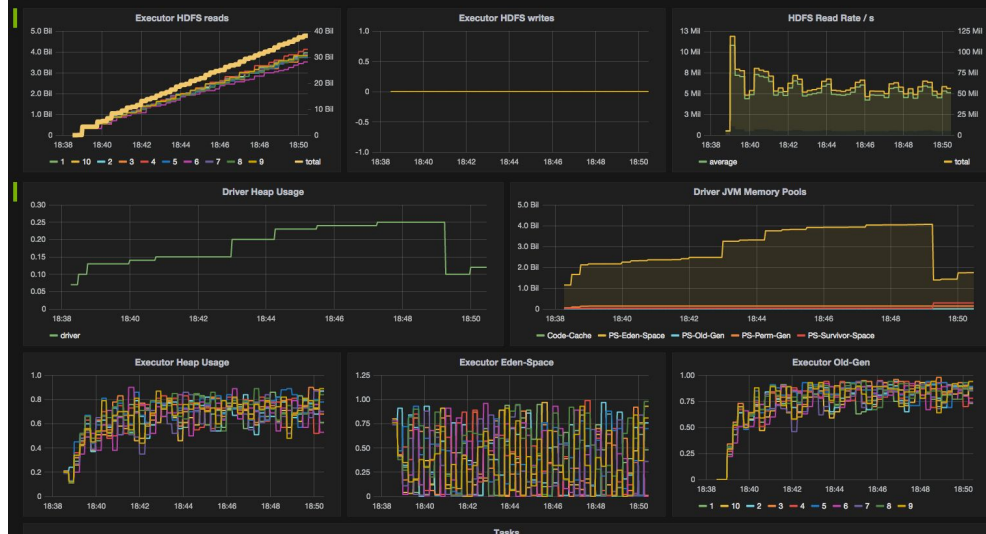 Executor HDFS reads
5.0 Bil
4.0 Bil
3.0 Bil
2.0 Bil
1.0 Bil
0
40 Bil
30 Bil
20 Bil
10 Bil
0
18:38 18:40 18:42 18:44 18:46 18:48 18:50
1 10 2 3 4 5 6 7 8 9 total
Executor HDFS writes
1.0
0.5
0
-0.5
-1.0
18:38 18:40 18:42 18:44 18:46 18:48 18:50
HDFS Read Rate / s
13 Mil
10 Mil
8 Mil
5 Mil
3 Mil
0
125 Mil
100 Mil
75 Mil
50 Mil
25 Mil
0
18:38 18:40 18:42 18:44 18:46 18:48 18:50
average total
Driver Heap Usage
0.30
0.25
0.20
0.15
0.10
0.05
0
18:38 18:40 18:42 18:44 18:46 18:48 18:50
driver
Driver JVM Memory Pools
5.0 Bil
4.0 Bil
3.0 Bil
2.0 Bil
1.0 Bil
0
18:38 18:40 18:42 18:44 18:46 18:48 18:50
Code-Cache PS-Eden-Space PS-Old-Gen PS-Perm-Gen PS-Survivor-Space
Executor Heap Usage
1.0
0.8
0.6
0.4
0.2
0
18:38 18:40 18:42 18:44 18:46 18:48 18:50
Executor Eden-Space
1.25
1.00
0.75
0.50
0.25
0
18:38 18:40 18:42 18:44 18:46 18:48 18:50
Executor Old-Gen
1.00
0.75
0.50
0.25
0
18:38 18:40 18:42 18:44 18:46 18:48 18:50
1 10 2 3 4 5 6 7 8 9
Tasks